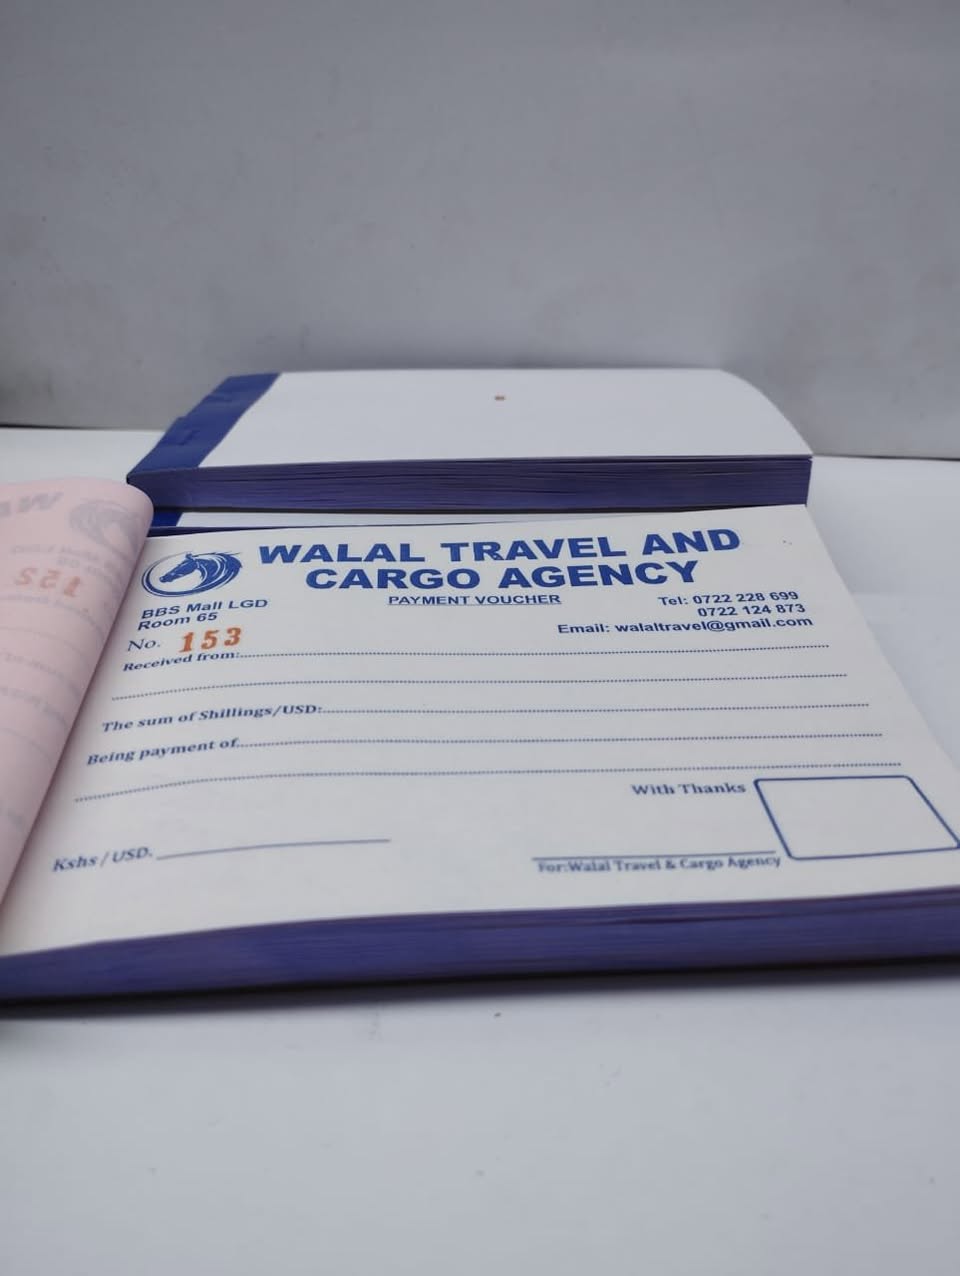 WALAL TRAVEL AND
CARGO AGENCY
PAYMENT VOUCHER
BBS Mall LGD
Room 65
Tel: 0722 228 699
0722 124 873
Email: walaltravel@gmail.com
No. 153
Received from:
The sum of Shillings/USD:
Being payment of
With Thanks
Kshs / USD.
For:Walal Travel & Cargo Agency
152